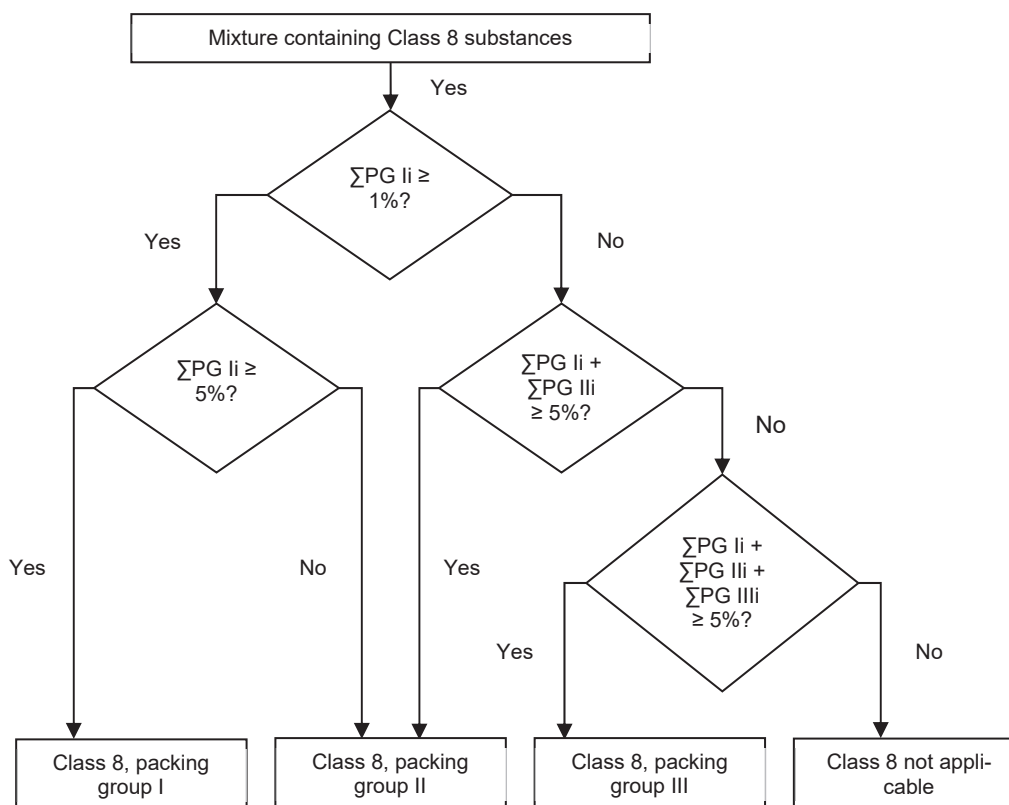 Mixture containing Class 8 substances
Yes
∑PG Ii ≥
1%?
Yes
No
∑PG Ii ≥
5%?
∑PG Ii +
∑PG IIi
≥ 5%?
No
Yes
No
Yes
∑PG Ii +
∑PG IIi +
∑PG IIIi
≥ 5%?
Yes
No
Class 8, packing
group I
Class 8, packing
group II
Class 8, packing
group III
Class 8 not appli-
cable